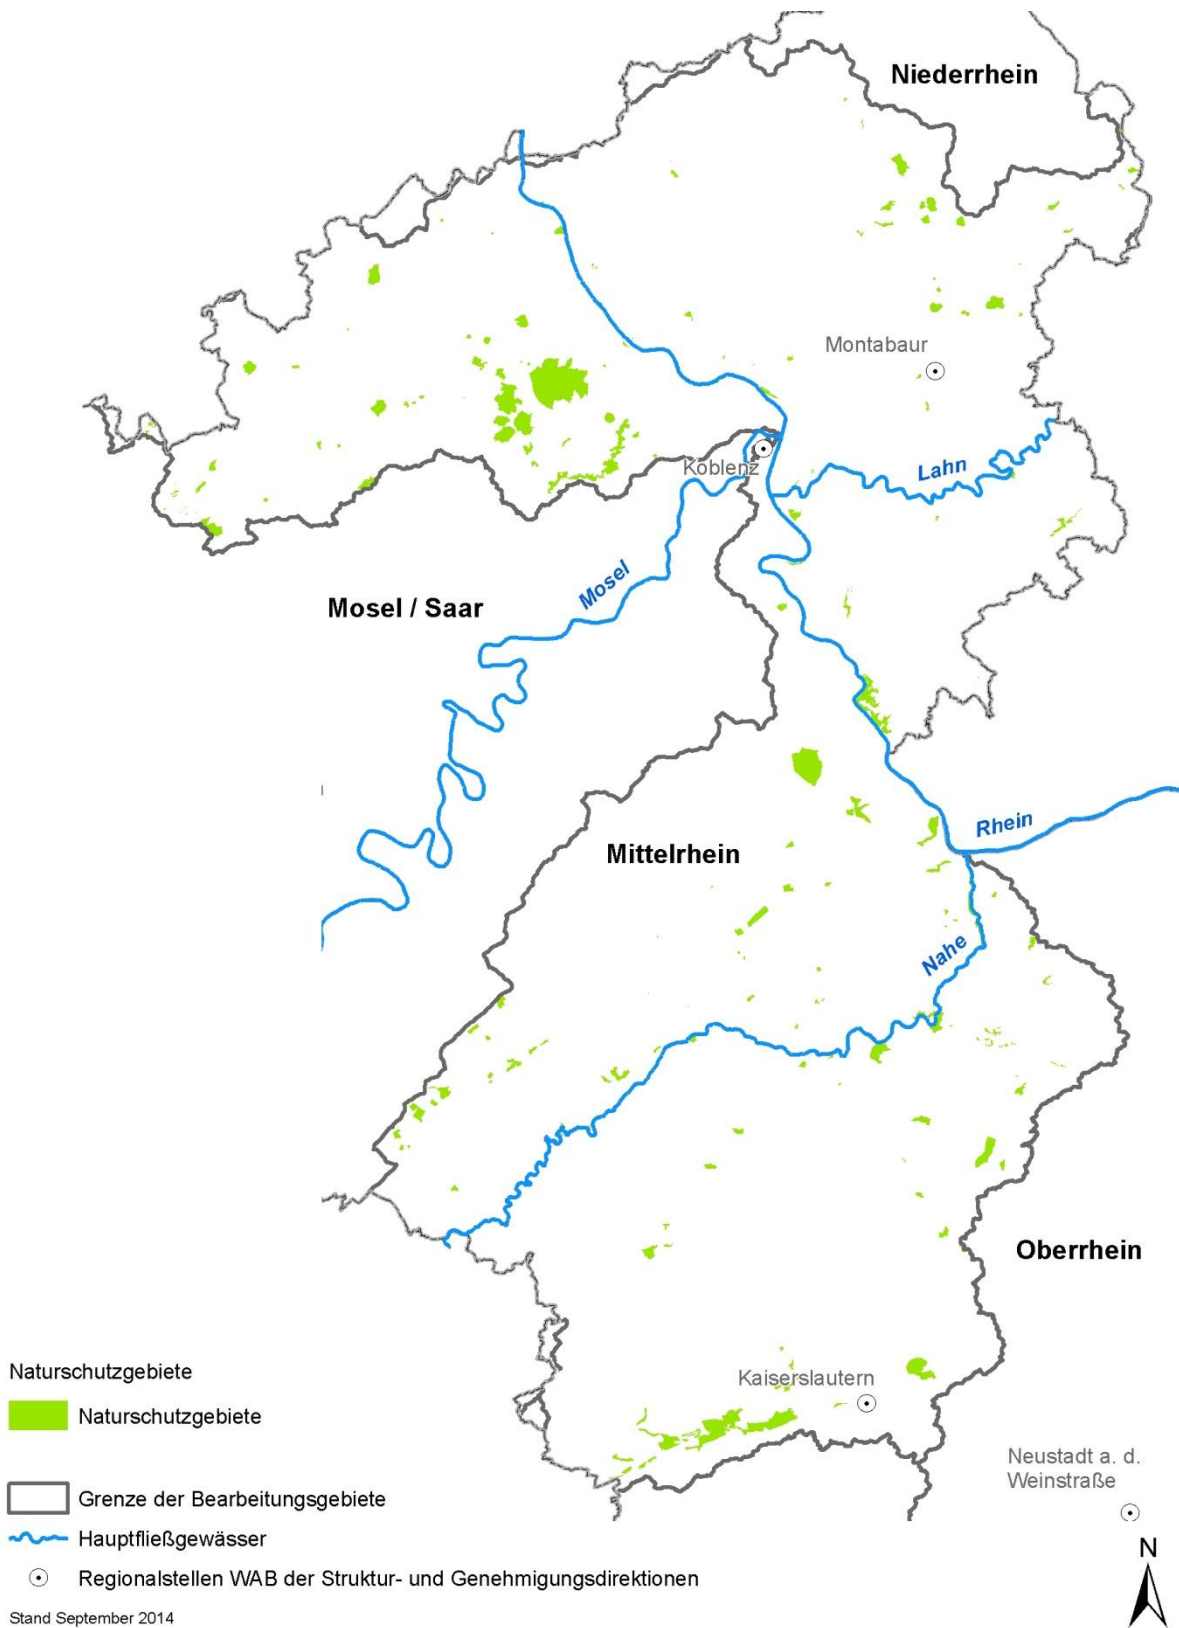 Niederrhein
Montabaur
Koblenz
Lahn
Mosel
Mosel / Saar
Rhein
Mittelrhein
Nahe
Oberrhein
Kaiserslautern
Neustadt a. d.
Weinstraße
Naturschutzgebiete
Naturschutzgebiete
Grenze der Bearbeitungsgebiete
Hauptfließgewässer
Regionalstellen WAB der Struktur- und Genehmigungsdirektionen
N
Stand September 2014